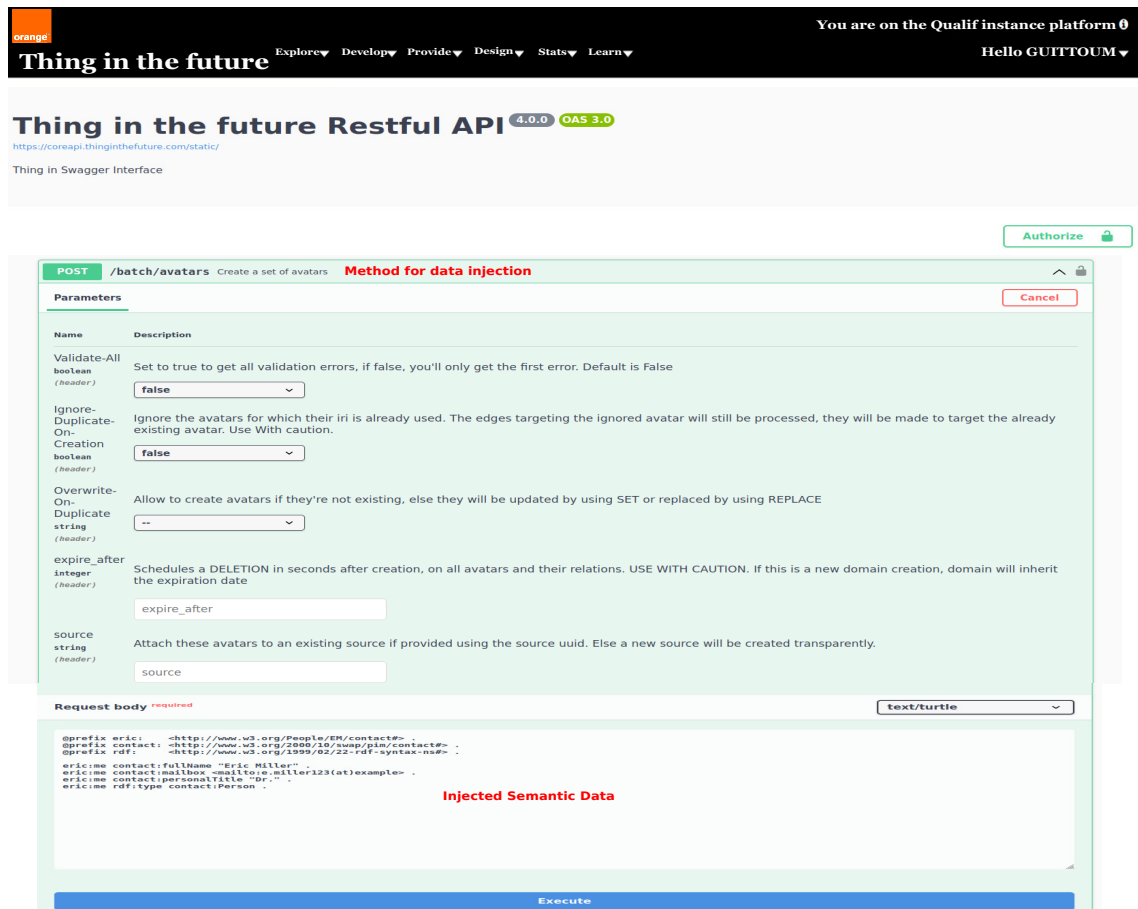 You are on the Qualif instance platform
orange
Thing in the future Explore Develop Provide Design Stats Learn Hello GUITTOUM
Thing in the future Restful API 4.0.0 OAS 3.0
https://coreapi.thinginthefuture.com/static/
Thing in Swagger Interface
Authorize
POST /batch/avatars Create a set of avatars Method for data injection
Parameters Cancel
Name Description
Validate-All
boolean
(header)
Set to true to get all validation errors, if false, you'll only get the first error. Default is False
false
Ignore-
Duplicate-
On-
Creation
boolean
(header)
Ignore the avatars for which their iri is already used. The edges targeting the ignored avatar will still be processed, they will be made to target the already
existing avatar. Use With caution.
false
Overwrite-
On-
Duplicate
string
(header)
Allow to create avatars if they're not existing, else they will be updated by using SET or replaced by using REPLACE
--
expire_after
integer
(header)
Schedules a DELETION in seconds after creation, on all avatars and their relations. USE WITH CAUTION. If this is a new domain creation, domain will inherit
the expiration date
expire_after
source
string
(header)
Attach these avatars to an existing source if provided using the source uuid. Else a new source will be created transparently.
source
Request body required text/turtle
@prefix eric: <http://www.w3.org/People/EM/contact#> .
@prefix contact: <http://www.w3.org/2000/10/swap/pim/contact#> .
@prefix rdf: <http://www.w3.org/1999/02/22-rdf-syntax-ns#> .
eric:me contact:fullName "Eric Miller" .
eric:me contact:mailbox <mailto:e.miller123(at)example> .
eric:me contact:personalTitle "Dr." .
eric:me rdf:type contact:Person .
Injected Semantic Data
Execute